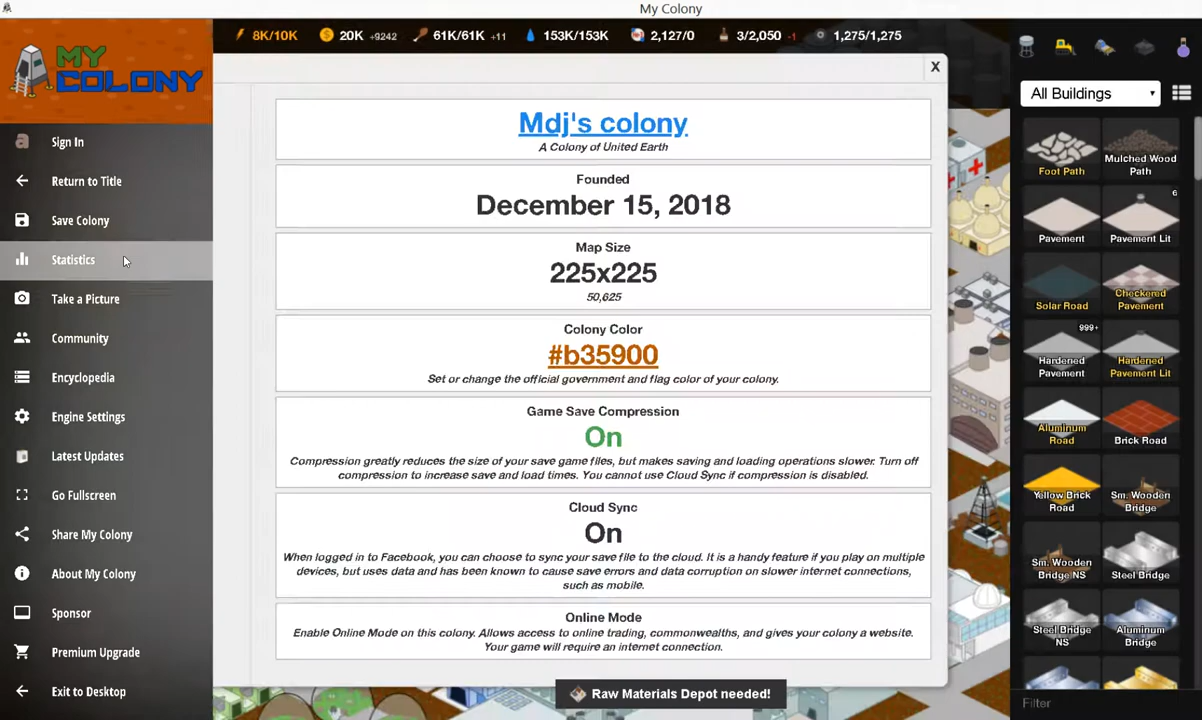 My Colony
MY COLONY
8K/10K
20K +9242
61K/61K +11
153K/153K
2,127/0
3/2,050 -1
1,275/1,275
Sign In
Return to Title
Save Colony
Statistics
Take a Picture
Community
Encyclopedia
Engine Settings
Latest Updates
Go Fullscreen
Share My Colony
About My Colony
Sponsor
Premium Upgrade
Exit to Desktop
X
Mdj's colony
A Colony of United Earth
Founded
December 15, 2018
Map Size
225x225
50,625
Colony Color
#b35900
Set or change the official government and flag color of your colony.
Game Save Compression
On
Compression greatly reduces the size of your save game files, but makes saving and loading operations slower. Turn off
compression to increase save and load times. You cannot use Cloud Sync if compression is disabled.
Cloud Sync
On
When logged in to Facebook, you can choose to sync your save file to the cloud. It is a handy feature if you play on multiple
devices, but uses data and has been known to cause save errors and data corruption on slower internet connections,
such as mobile.
Online Mode
Enable Online Mode on this colony. Allows access to online trading, commonwealths, and gives your colony a website.
Your game will require an internet connection.
Raw Materials Depot needed!
All Buildings
Foot Path
Mulched Wood
Path
Pavement
6
Pavement Lit
Solar Road
Checkered
Pavement
999+
Hardened
Pavement
Hardened
Pavement Lit
Aluminum
Road
Brick Road
Yellow Brick
Road
Sm. Wooden
Bridge
Sm. Wooden
Bridge NS
Steel Bridge
Steel Bridge
NS
Aluminum
Bridge
Filter